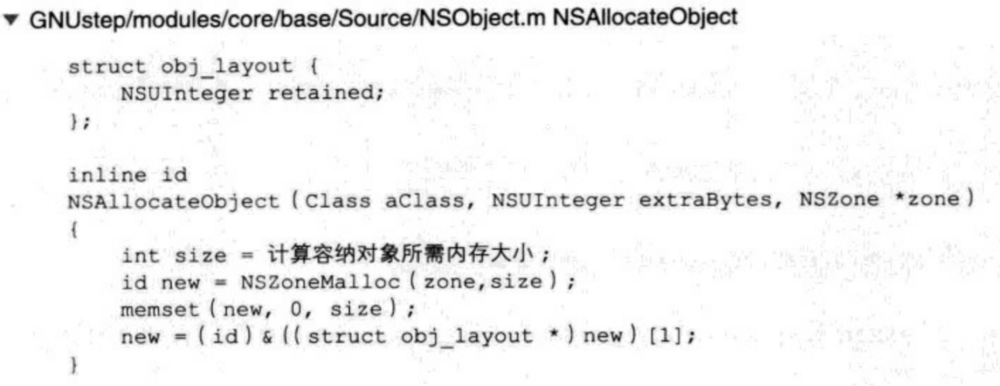 ▼ GNUstep/modules/core/base/Source/NSObject.m NSAllocateObject
struct obj_layout {
    NSUInteger retained;
};

inline id
NSAllocateObject (Class aClass, NSUInteger extraBytes, NSZone *zone)
{
    int size = 计算容纳对象所需内存大小;
    id new = NSZoneMalloc (zone,size);
    memset (new, 0, size);
    new = (id) & ((struct obj_layout *) new) [1];
}